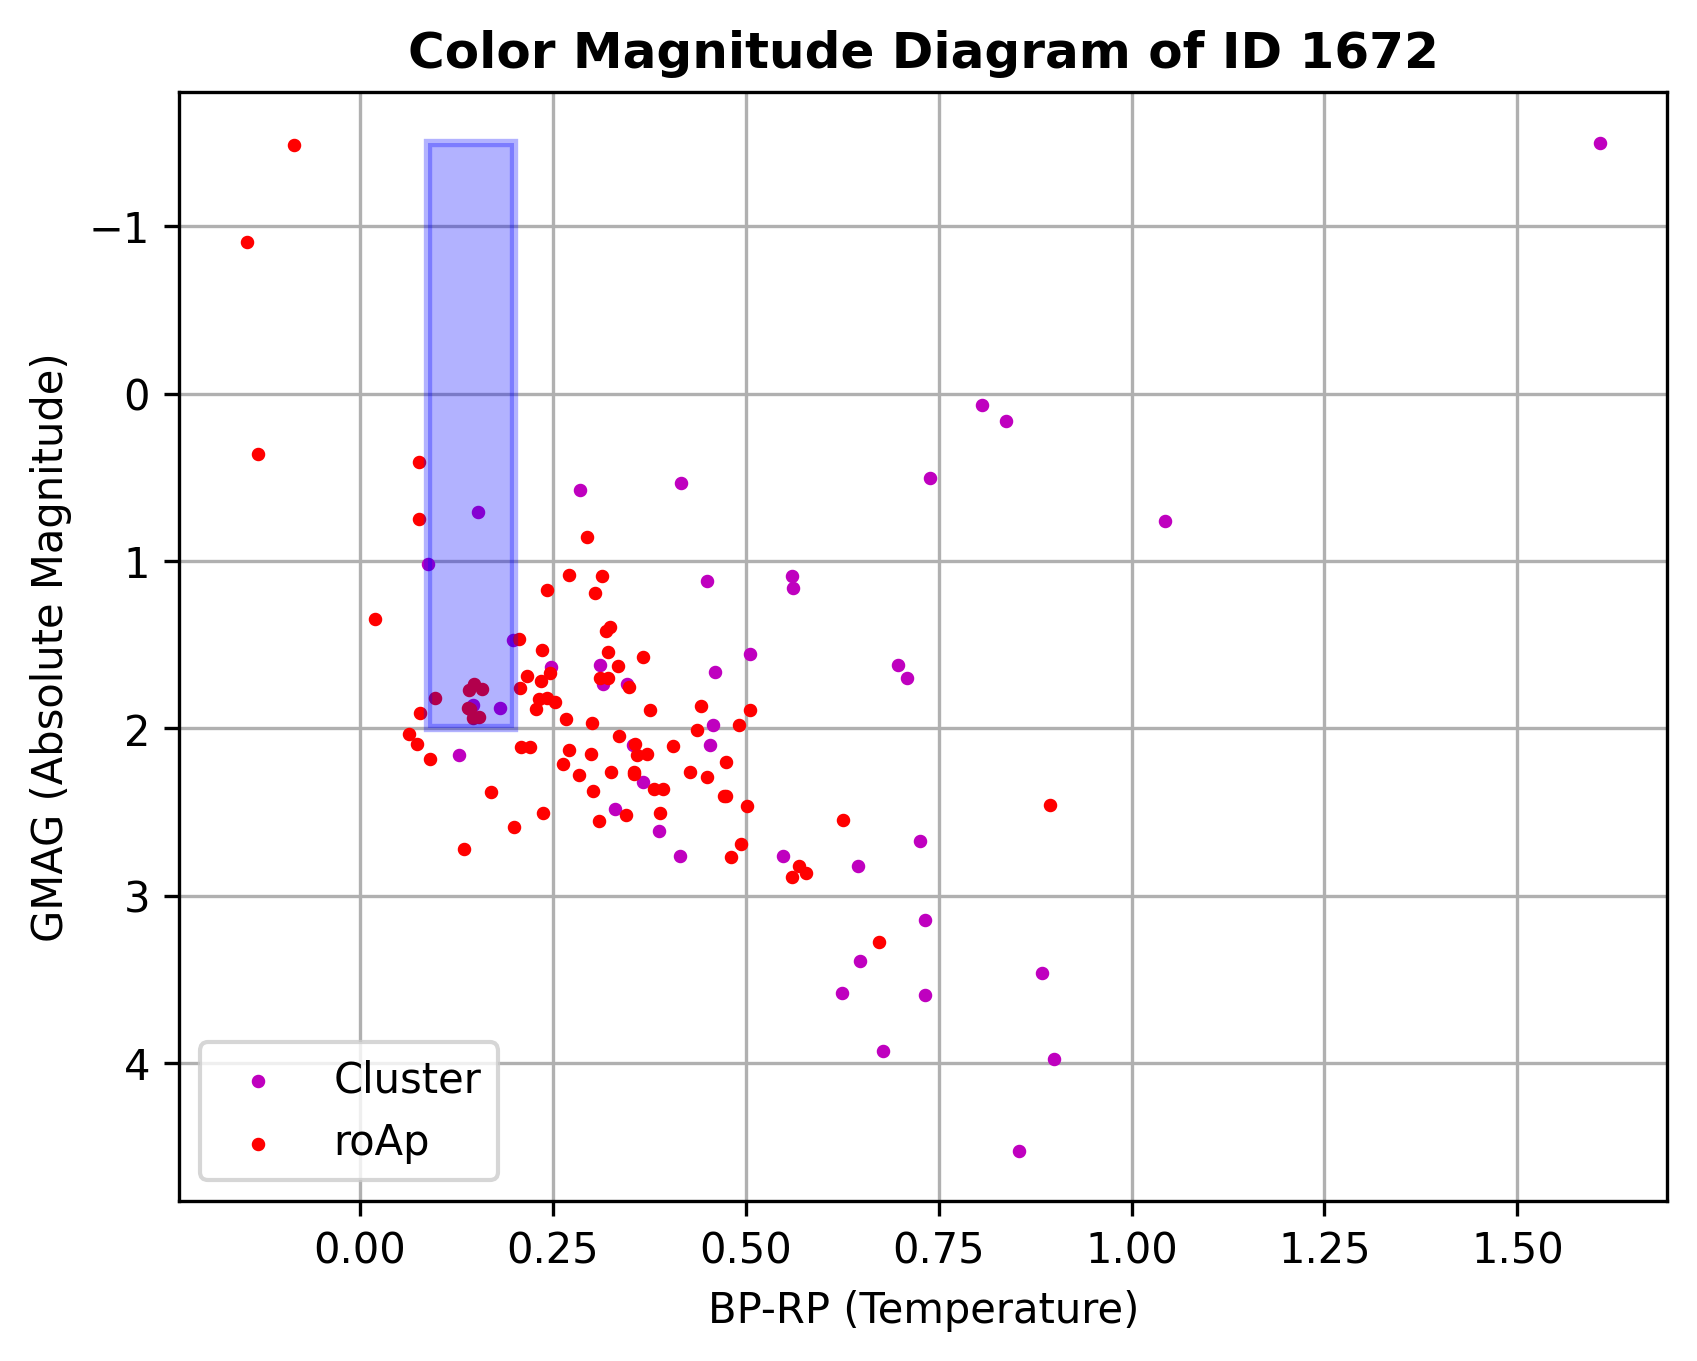 Color Magnitude Diagram of ID 1672
GMAG (Absolute Magnitude)
−1
0
1
2
3
4
Cluster
roAp
0.00 0.25 0.50 0.75 1.00 1.25 1.50
BP-RP (Temperature)